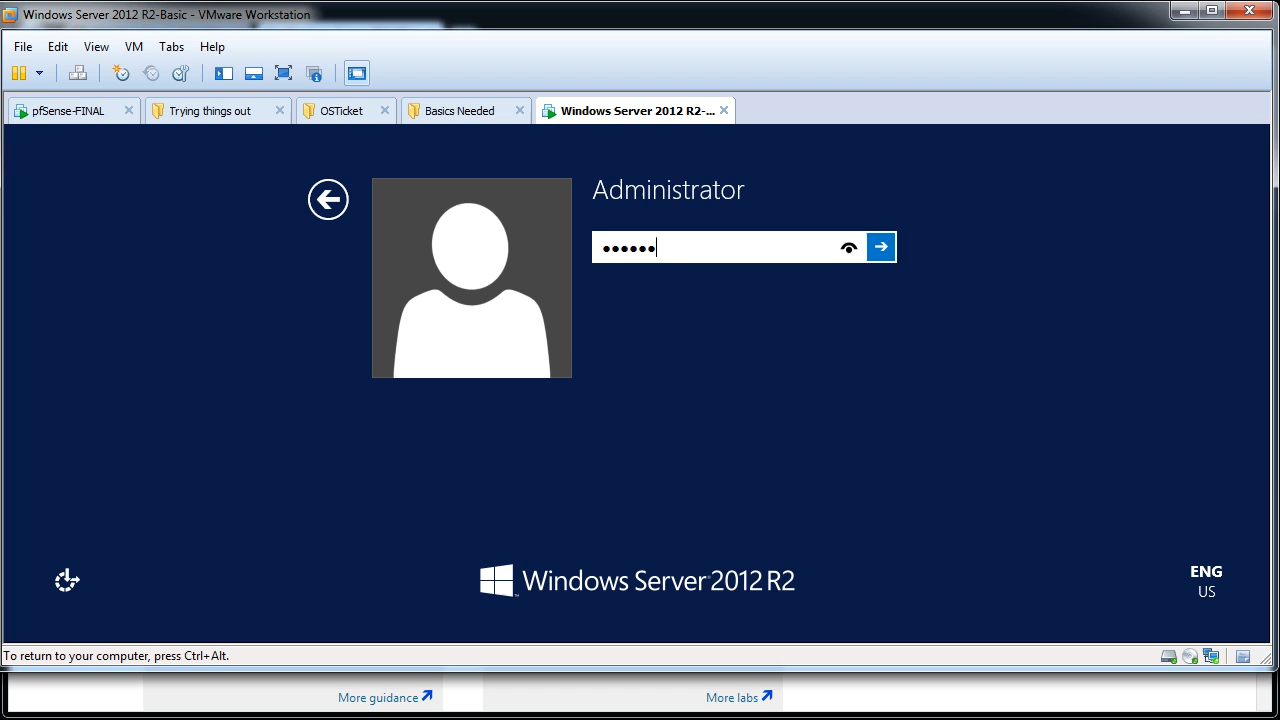 Windows Server 2012 R2-Basic - VMware Workstation
File Edit View VM Tabs Help
pfSense-FINAL Trying things out OSTicket Basics Needed Windows Server 2012 R2-...
Administrator
••••••
Windows Server 2012 R2
ENG
US
To return to your computer, press Ctrl+Alt.
More guidance More labs